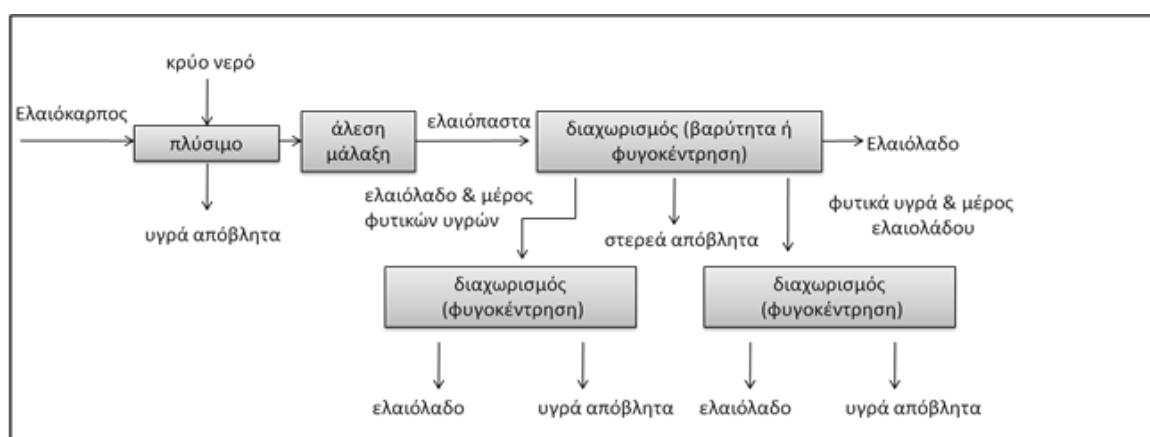 κρύο νερό
Ελαιόκαρπος
πλύσιμο
άλεση
μάλαξη
ελαιόπαστα
διαχωρισμός (βαρύτητα ή
φυγοκέντρηση)
Ελαιόλαδο
ελαιόλαδο & μέρος
φυτικών υγρών
φυτικά υγρά & μέρος
ελαιολάδου
υγρά απόβλητα
στερεά απόβλητα
διαχωρισμός
(φυγοκέντρηση)
διαχωρισμός
(φυγοκέντρηση)
ελαιόλαδο
υγρά απόβλητα
ελαιόλαδο
υγρά απόβλητα